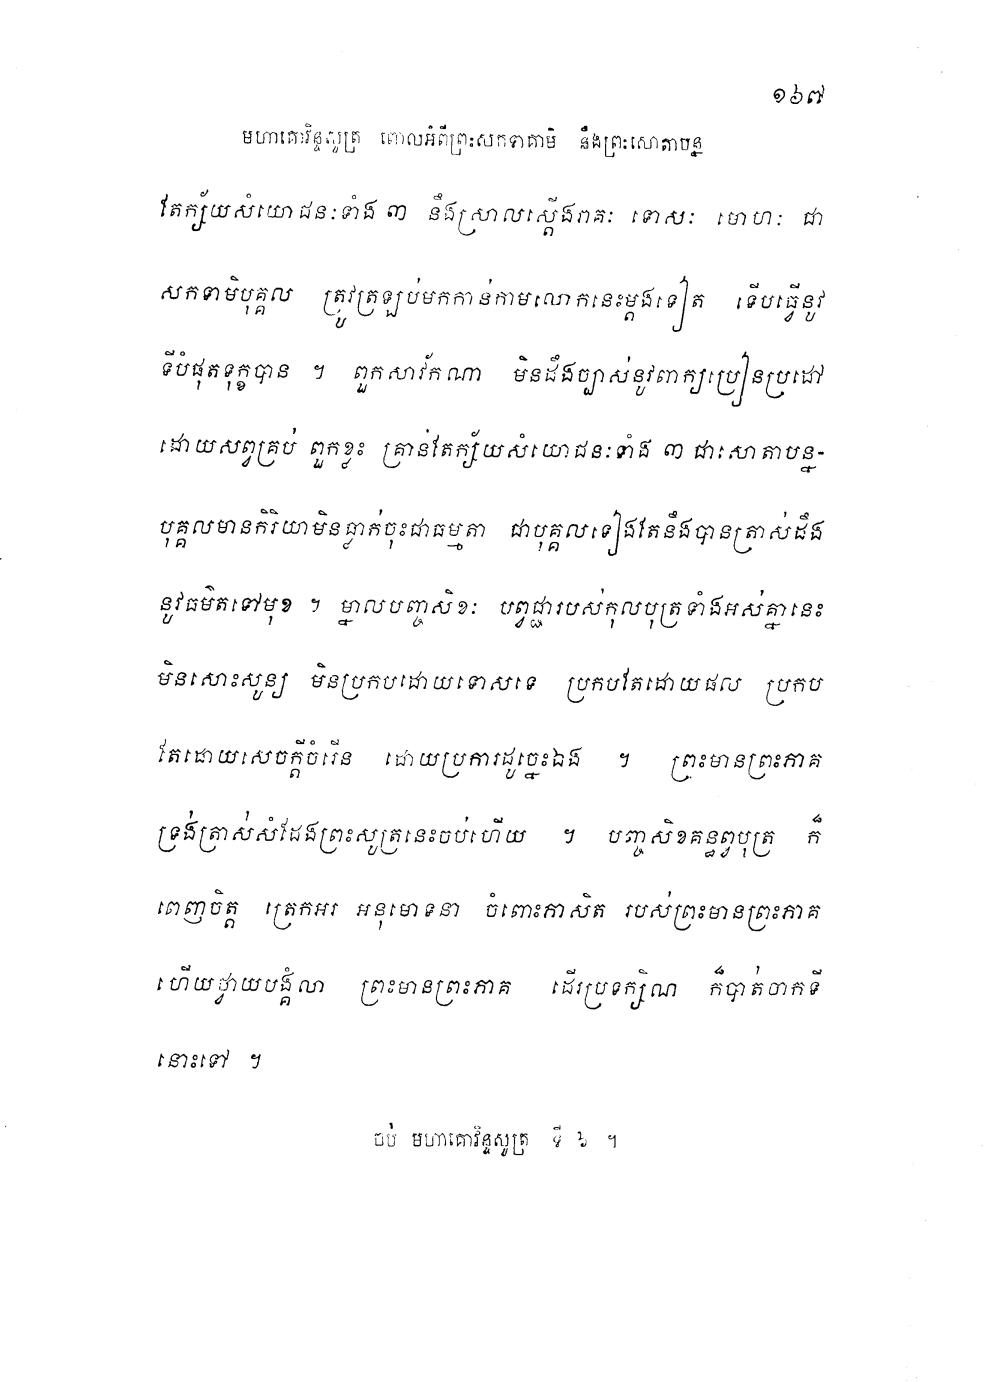 ១៦៧
មហាគោវិន្ទសូត្រ ពោលអំពីព្រះសកទាគាមិ នឹងព្រះសោតាបន្ន
តែក្ស័យសំយោជនៈទាំង ៣ នឹងស្រាលស្តើងរាគៈ ទោសៈ មោហៈ ជា
សកទាមិបុគ្គល ត្រូវត្រឡប់មកកាន់កាមលោកនេះម្តងទៀត ទើបធ្វើនូវ
ទីបំផុតទុក្ខបាន ។ ពួកសាវ័កណា មិនដឹងច្បាស់នូវពាក្យប្រៀនប្រដៅ
ដោយសព្វគ្រប់ ពួកខ្លះ គ្រាន់តែក្ស័យសំយោជនៈទាំង ៣ ជាសោតាបន្ន-
បុគ្គលមានកិរិយាមិនធ្លាក់ចុះជាធម្មតា ជាបុគ្គលទៀងតែនឹងបានត្រាស់ដឹង
នូវធម៌តទៅមុខ ។ ម្នាលបញ្ចសិខៈ បព្វជ្ជារបស់កុលបុត្រទាំងអស់គ្នានេះ
មិនសោះសូន្យ មិនប្រកបដោយទោសទេ ប្រកបតែដោយផល ប្រកប
តែដោយសេចក្តីចំរើន ដោយប្រការដូច្នេះឯង ។ ព្រះមានព្រះភាគ
ទ្រង់ត្រាស់សំដែងព្រះសូត្រនេះចប់ហើយ ។ បញ្ចសិខគន្ធព្វបុត្រ ក៏
ពេញចិត្ត ត្រេកអរ អនុមោទនា ចំពោះភាសិត របស់ព្រះមានព្រះភាគ
ហើយថ្វាយបង្គំលា ព្រះមានព្រះភាគ ដើរប្រទក្សិណ ក៏បាត់ចាកទី
នោះទៅ ។
ចប់ មហាគោវិន្ទសូត្រ ទី ៦ ។